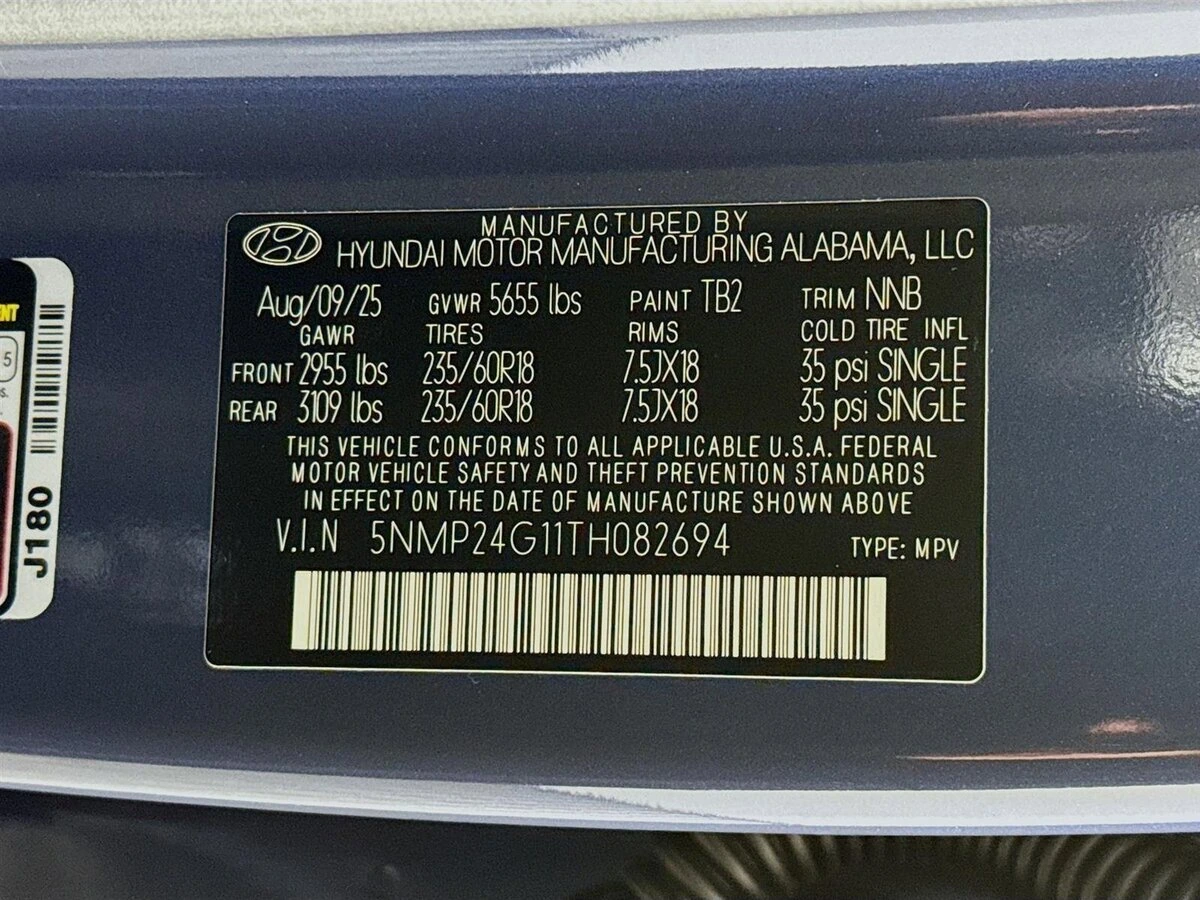 MANUFACTURED BY
HYUNDAI MOTOR MANUFACTURING ALABAMA, LLC
Aug/09/25 GVWR 5655 lbs PAINT TB2 TRIM NNB
GAWR TIRES RIMS COLD TIRE INFL
FRONT 2955 lbs 235/60R18 7.5JX18 35 psi SINGLE
REAR 3109 lbs 235/60R18 7.5JX18 35 psi SINGLE
THIS VEHICLE CONFORMS TO ALL APPLICABLE U.S.A. FEDERAL
MOTOR VEHICLE SAFETY AND THEFT PREVENTION STANDARDS
IN EFFECT ON THE DATE OF MANUFACTURE SHOWN ABOVE
V.I.N 5NMP24G11TH082694 TYPE: MPV
J180
5